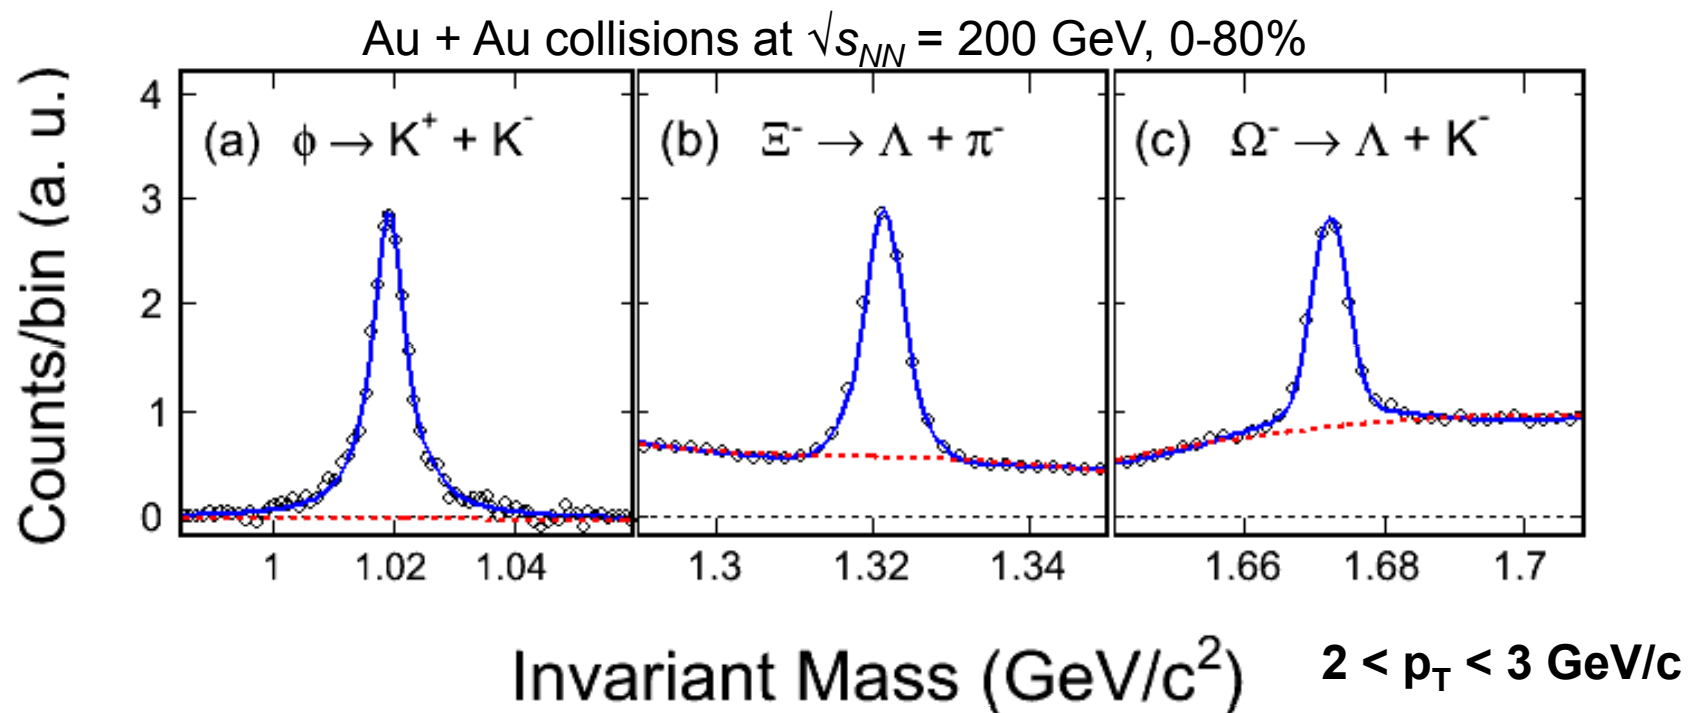 Au + Au collisions at √sNN = 200 GeV, 0-80%
Counts/bin (a. u.)
4
3
2
1
0
(a) ϕ → K⁺ + K⁻
(b) Ξ⁻ → Λ + π⁻
(c) Ω⁻ → Λ + K⁻
1 1.02 1.04
1.3 1.32 1.34
1.66 1.68 1.7
Invariant Mass (GeV/c²)
2 < pT < 3 GeV/c